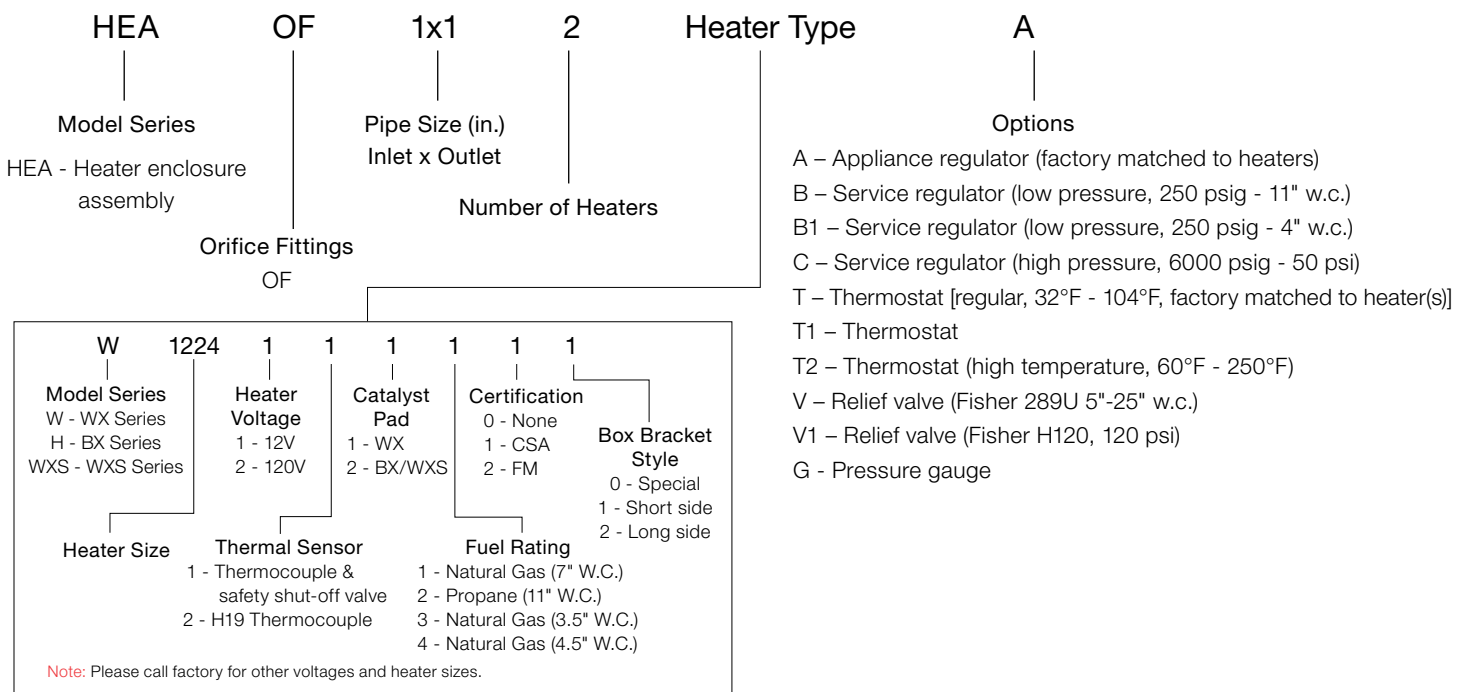 HEA OF 1x1 2 Heater Type A
Model Series
HEA - Heater enclosure
assembly
Orifice Fittings
OF
Pipe Size (in.)
Inlet x Outlet
Number of Heaters
Options
A – Appliance regulator (factory matched to heaters)
B – Service regulator (low pressure, 250 psig - 11" w.c.)
B1 – Service regulator (low pressure, 250 psig - 4" w.c.)
C – Service regulator (high pressure, 6000 psig - 50 psi)
T – Thermostat [regular, 32°F - 104°F, factory matched to heater(s)]
T1 – Thermostat
T2 – Thermostat (high temperature, 60°F - 250°F)
V – Relief valve (Fisher 289U 5"-25" w.c.)
V1 – Relief valve (Fisher H120, 120 psi)
G - Pressure gauge
W 1224 1 1 1 1 1 1
Model Series
W - WX Series
H - BX Series
WXS - WXS Series
Heater
Voltage
1 - 12V
2 - 120V
Catalyst
Pad
1 - WX
2 - BX/WXS
Certification
0 - None
1 - CSA
2 - FM
Box Bracket
Style
0 - Special
1 - Short side
2 - Long side
Heater Size
Thermal Sensor
1 - Thermocouple &
safety shut-off valve
2 - H19 Thermocouple
Fuel Rating
1 - Natural Gas (7" W.C.)
2 - Propane (11" W.C.)
3 - Natural Gas (3.5" W.C.)
4 - Natural Gas (4.5" W.C.)
Note: Please call factory for other voltages and heater sizes.